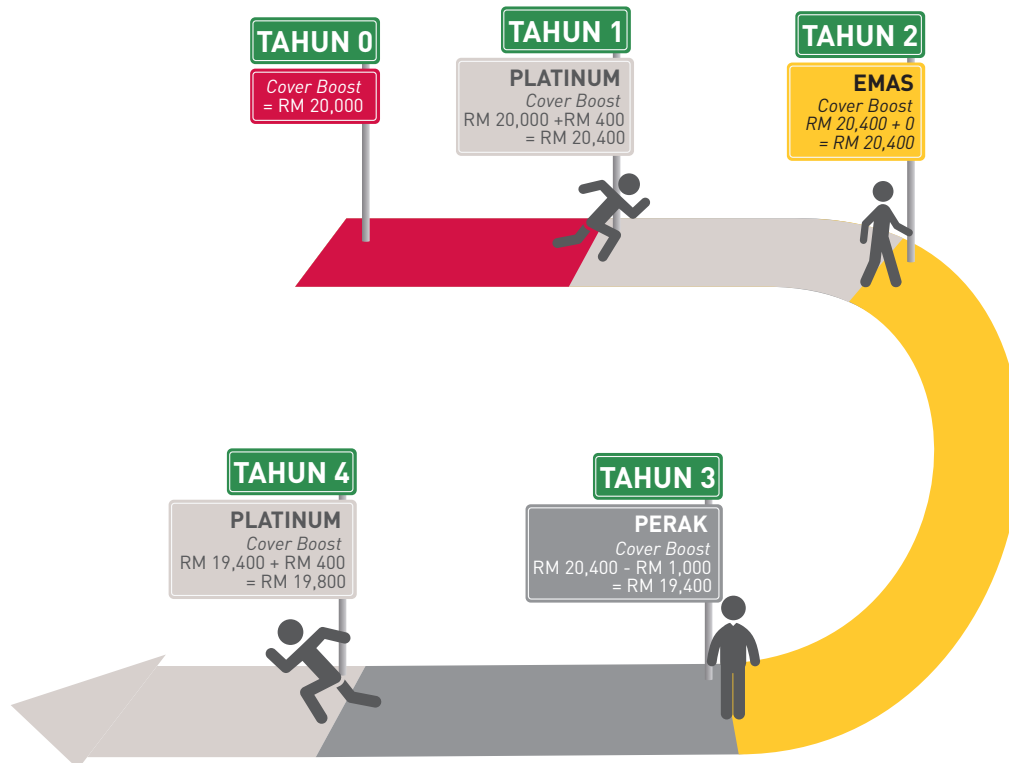 TAHUN 0
Cover Boost
= RM 20,000
TAHUN 1
PLATINUM
Cover Boost
RM 20,000 +RM 400
= RM 20,400
TAHUN 2
EMAS
Cover Boost
RM 20,400 + 0
= RM 20,400
TAHUN 3
PERAK
Cover Boost
RM 20,400 - RM 1,000
= RM 19,400
TAHUN 4
PLATINUM
Cover Boost
RM 19,400 + RM 400
= RM 19,800